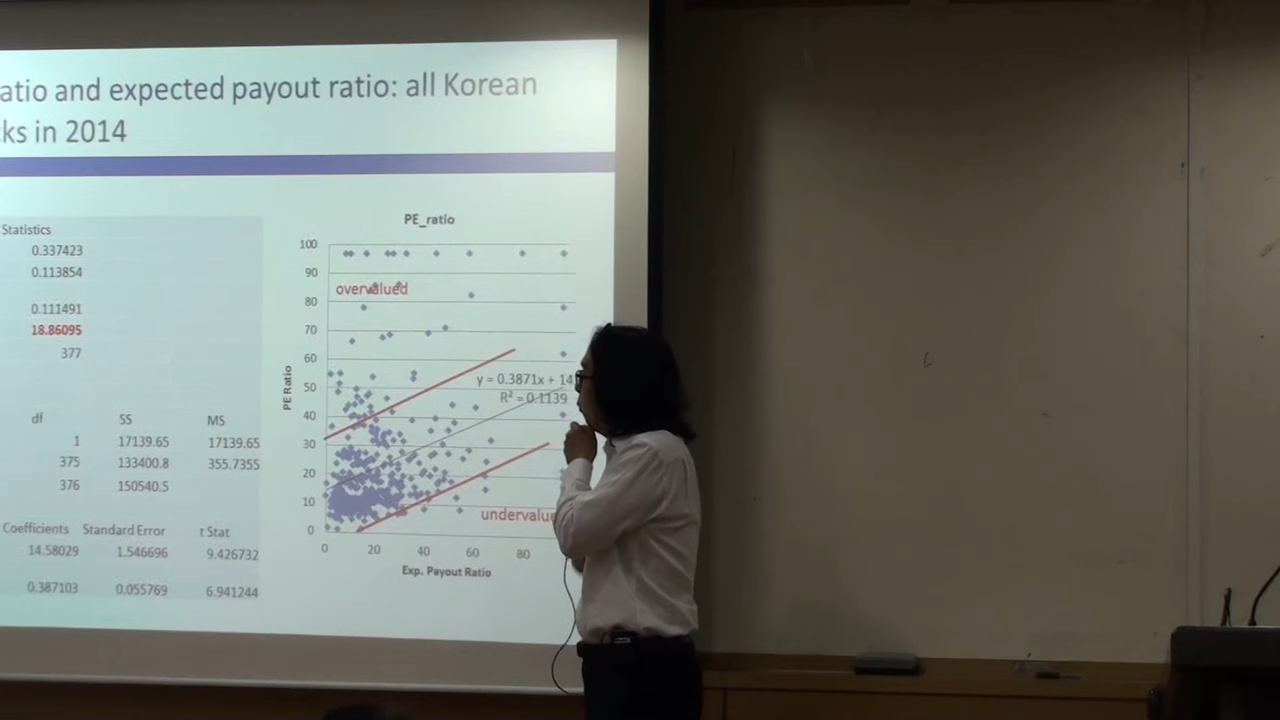 atio and expected payout ratio: all Korean
ks in 2014
Statistics
0.337423
0.113854
0.111491
18.86095
377
df SS MS
1 17139.65 17139.65
375 133400.8 355.7355
376 150540.5
Coefficients Standard Error t Stat
14.58029 1.546696 9.426732
0.387103 0.055769 6.941244
PE_ratio
100
90
overvalued
80
70
60
y = 0.3871x + 14
50
R² = 0.1139
40
30
20
10
undervalue
0
0 20 40 60 80
PE Ratio
Exp. Payout Ratio